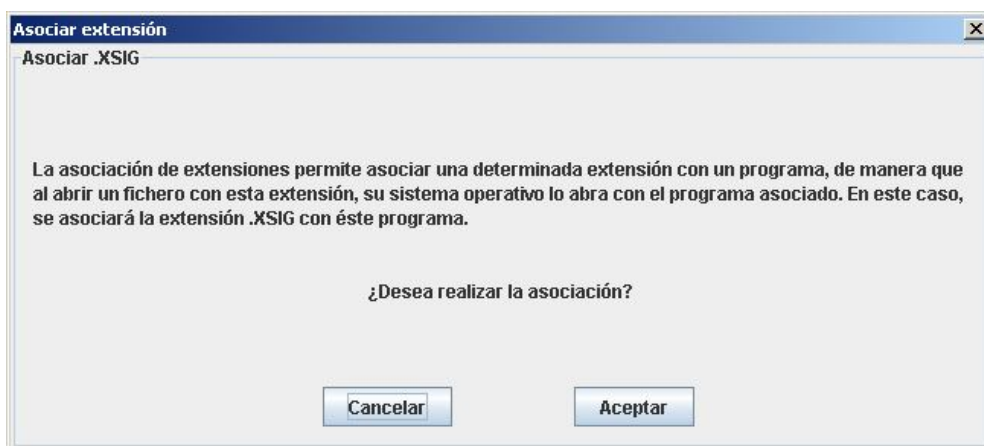 Asociar extensión
Asociar .XSIG
La asociación de extensiones permite asociar una determinada extensión con un programa, de manera que
al abrir un fichero con esta extensión, su sistema operativo lo abra con el programa asociado. En este caso,
se asociará la extensión .XSIG con éste programa.
¿Desea realizar la asociación?
Cancelar Aceptar